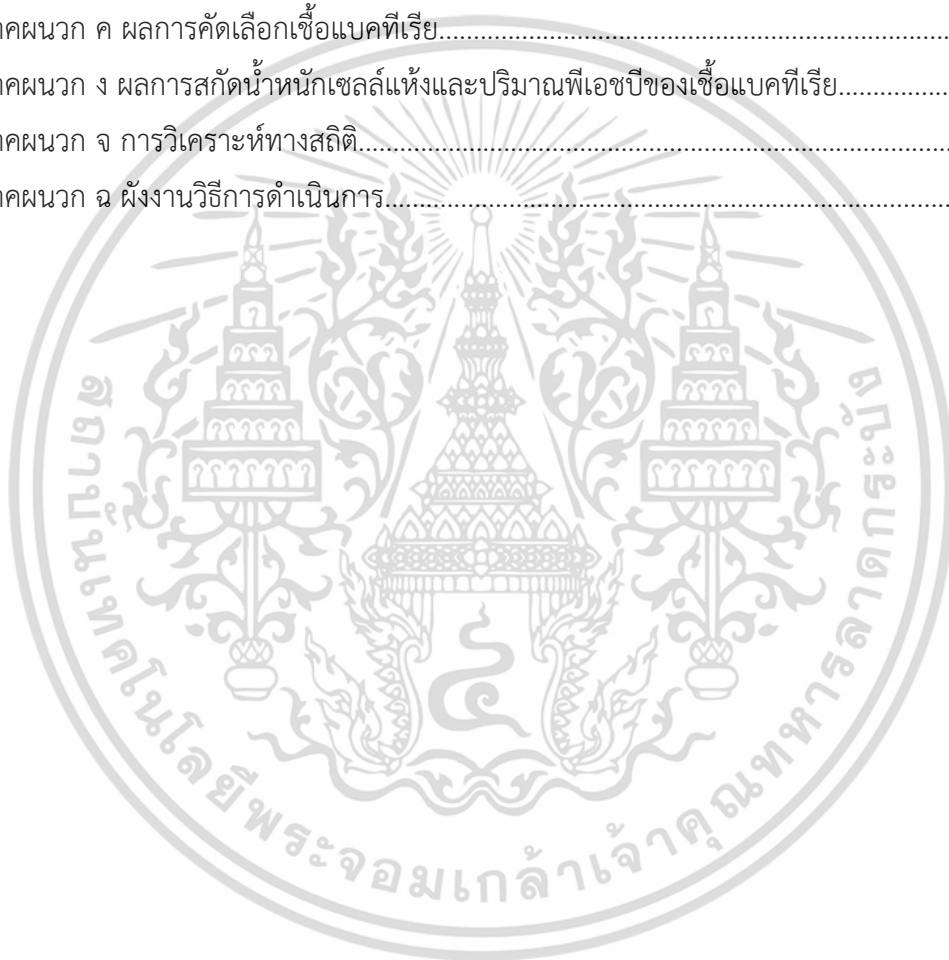 าคผนวก ค ผลการคัดเลือกเชื้อแบคทีเรีย
าคผนวก ง ผลการสกัดน้ำหนักเซลล์แห้งและปริมาณพีเอชบีของเชื้อแบคทีเรีย
าคผนวก จ การวิเคราะห์ทางสถิติ
าคผนวก ฉ ผังงานวิธีการดำเนินการ
๔
สถาบันเทคโนโลยีพระจอมเกล้าเจ้าคุณทหารลาดกระบัง